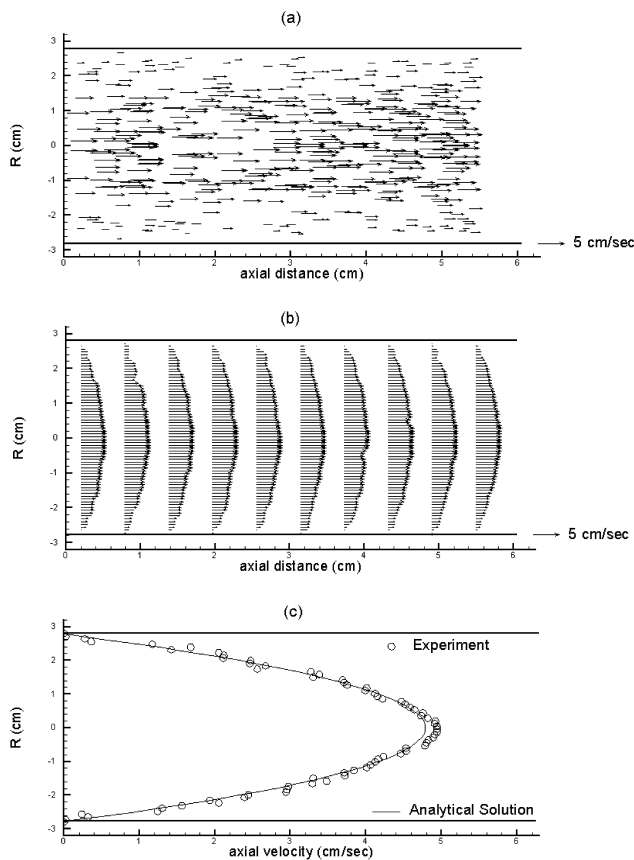 (a)
3
2
1
0
-1
-2
-3
R (cm)
0 1 2 3 4 5 6
axial distance (cm)
5 cm/sec
(b)
3
2
1
0
-1
-2
-3
R (cm)
0 1 2 3 4 5 6
axial distance (cm)
5 cm/sec
(c)
3
2
1
0
-1
-2
-3
R (cm)
Experiment
Analytical Solution
0 1 2 3 4 5 6
axial velocity (cm/sec)